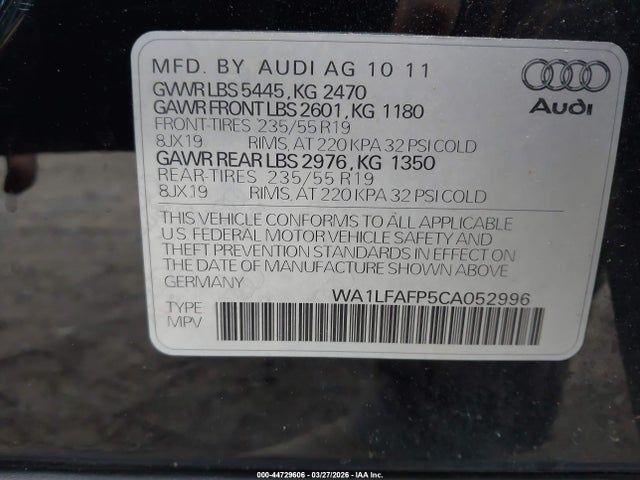 MFD. BY AUDI AG 10 11
GVWR LBS 5445, KG 2470
GAWR FRONT LBS 2601, KG 1180
FRONT-TIRES 235/55 R19
8JX19 RIMS, AT 220 KPA 32 PSI COLD
GAWR REAR LBS 2976, KG 1350
REAR-TIRES 235/55 R19
8JX19 RIMS, AT 220 KPA 32 PSI COLD
Audi
THIS VEHICLE CONFORMS TO ALL APPLICABLE
U.S. FEDERAL MOTOR VEHICLE SAFETY AND
THEFT PREVENTION STANDARDS IN EFFECT ON
THE DATE OF MANUFACTURE SHOWN ABOVE
GERMANY
WA1LFAFP5CA052996
TYPE
MPV
000-44729606 - 03/27/2026 - IAA Inc.